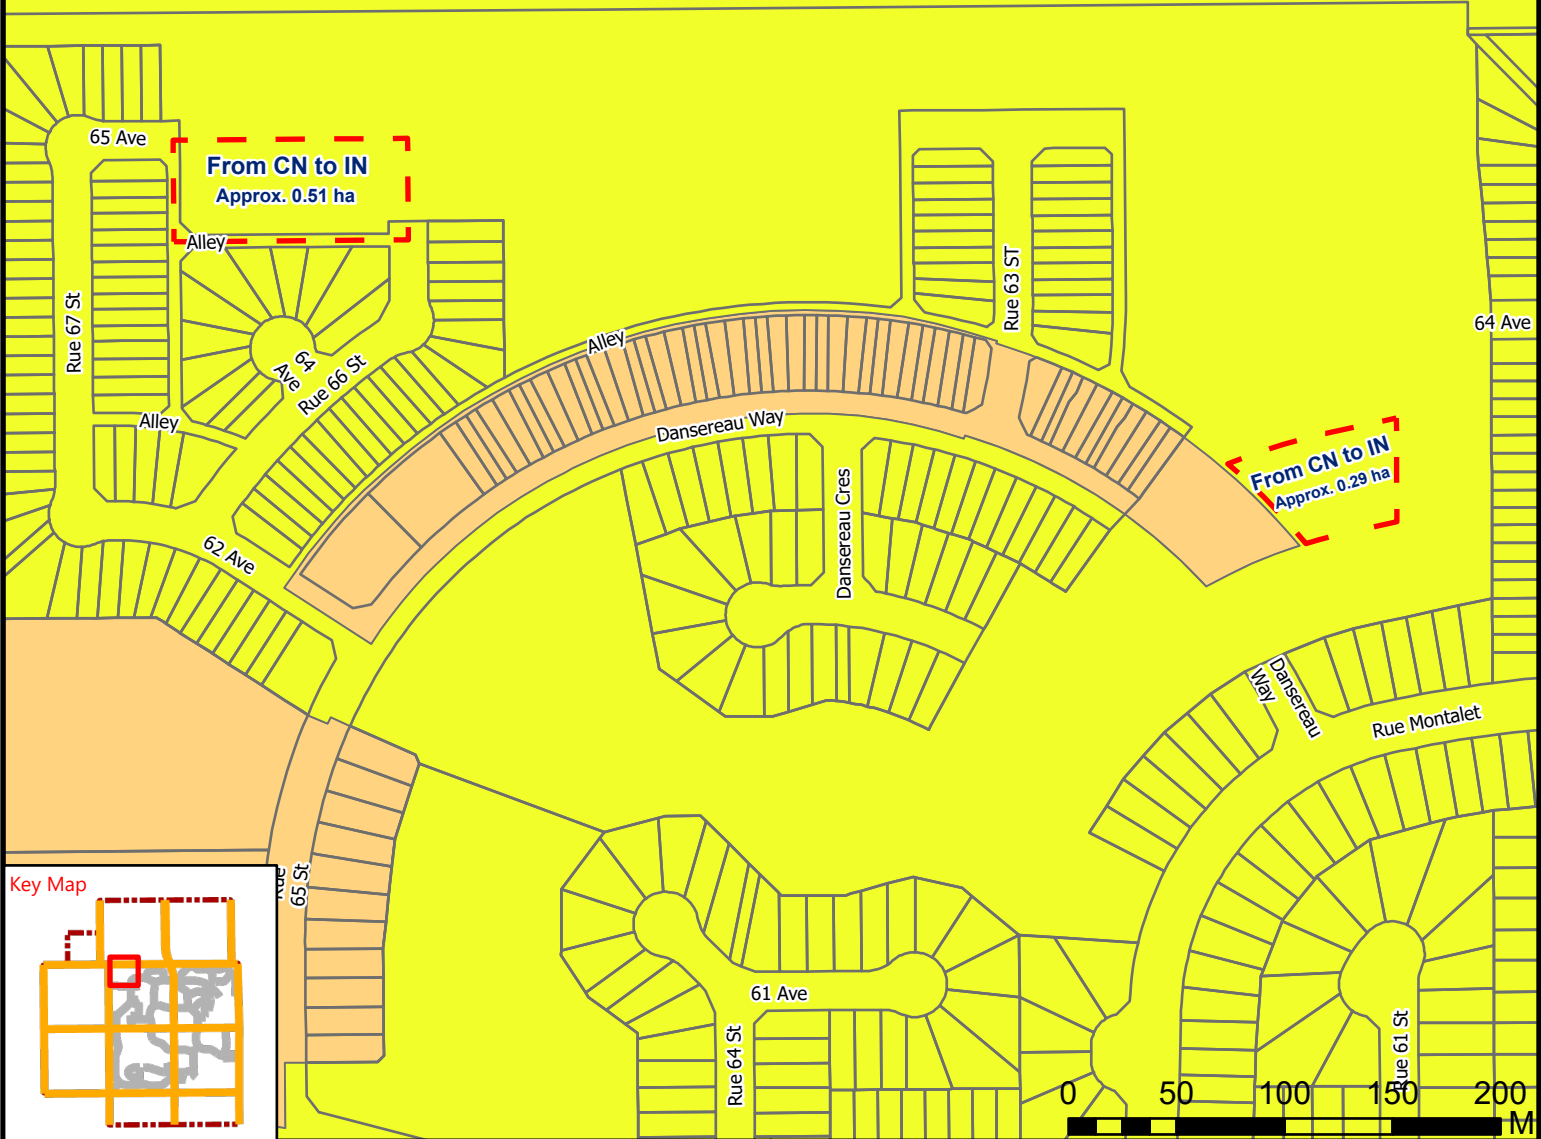 65 Ave
From CN to IN
Approx. 0.51 ha
Alley
Rue 67 St
64
Ave
Rue 66 St
Alley
Alley
Rue 63 ST
64 Ave
Dansereau Way
Dansereau Cres
From CN to IN
Approx. 0.29 ha
62 Ave
Dansereau
Way
Rue Montalet
Rue
65 St
Key Map
61 Ave
Rue 64 St
Rue 61 St
0 50 100 150 200
M